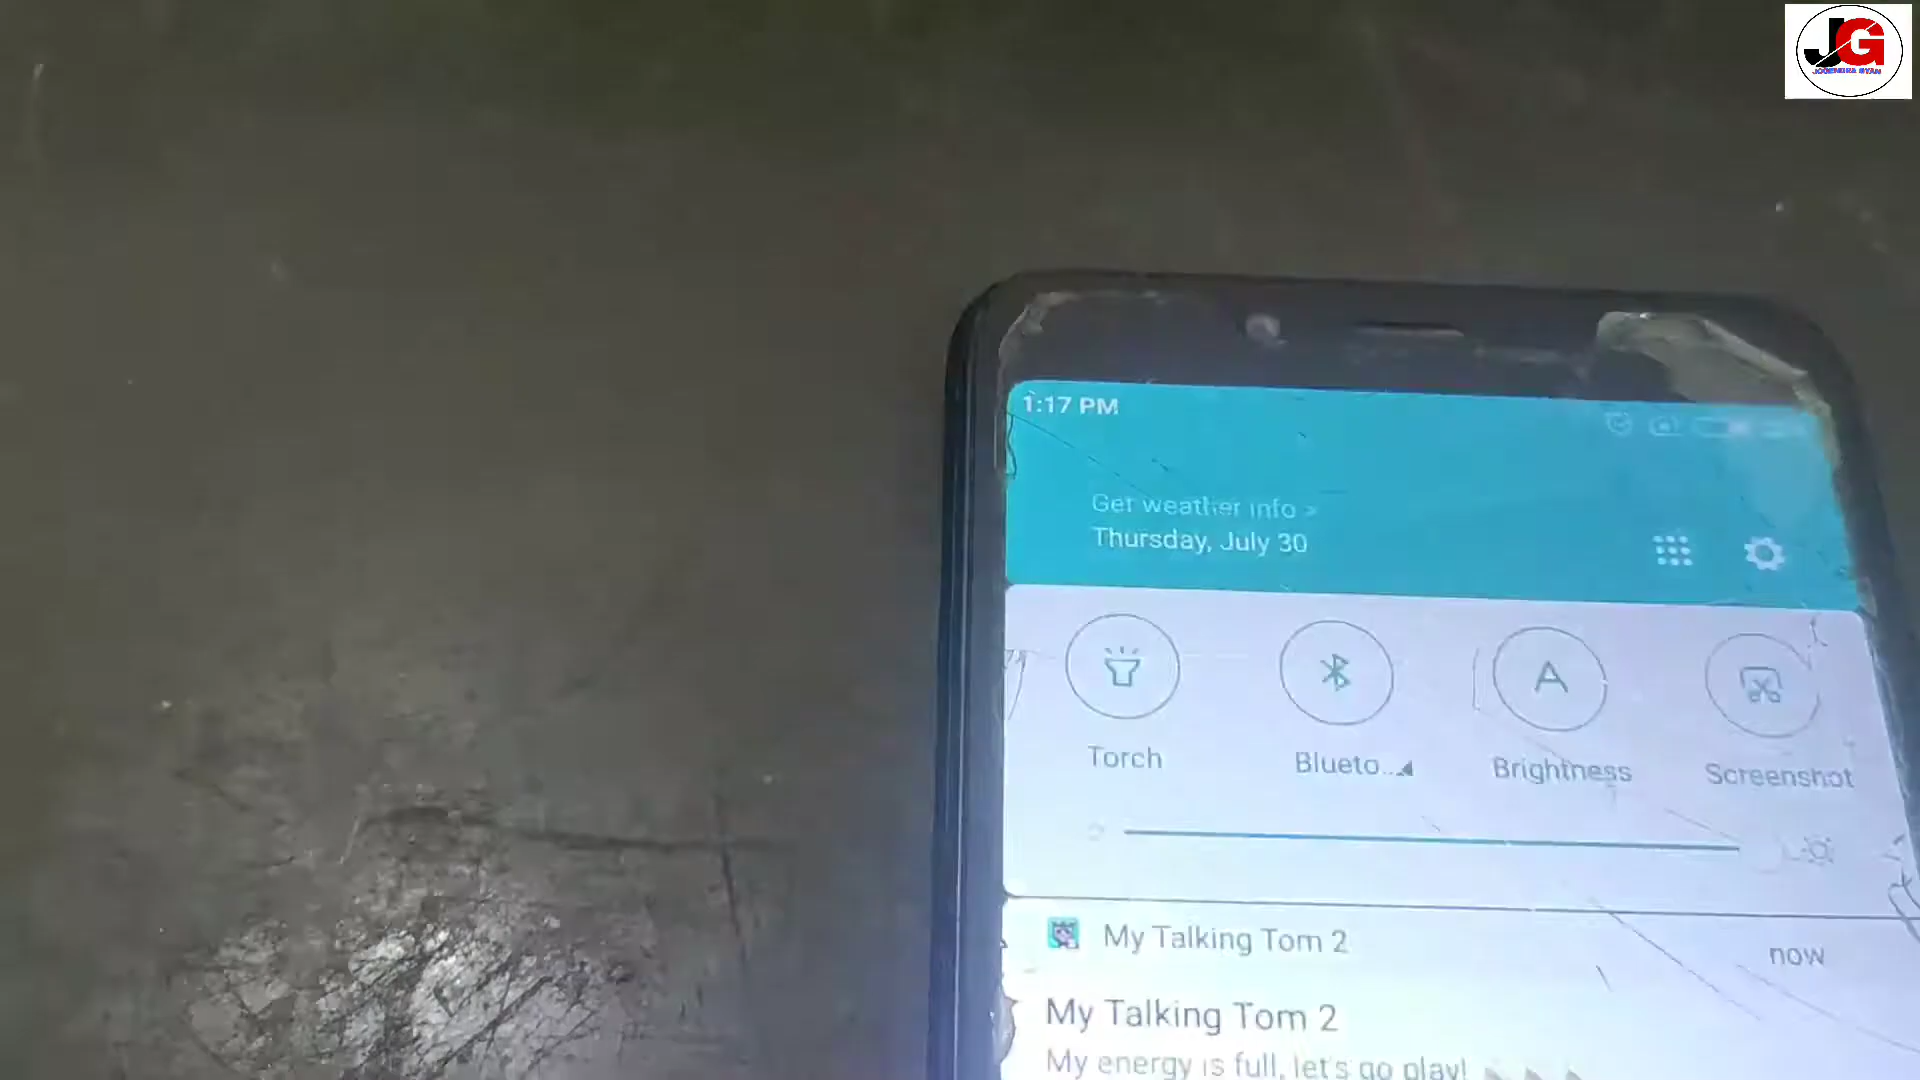 JG
1:17 PM
Get weather info >
Thursday, July 30
A
Torch
Blueto...
Brightness
Screenshot
My Talking Tom 2
now
My Talking Tom 2
My energy is full, let's go play!